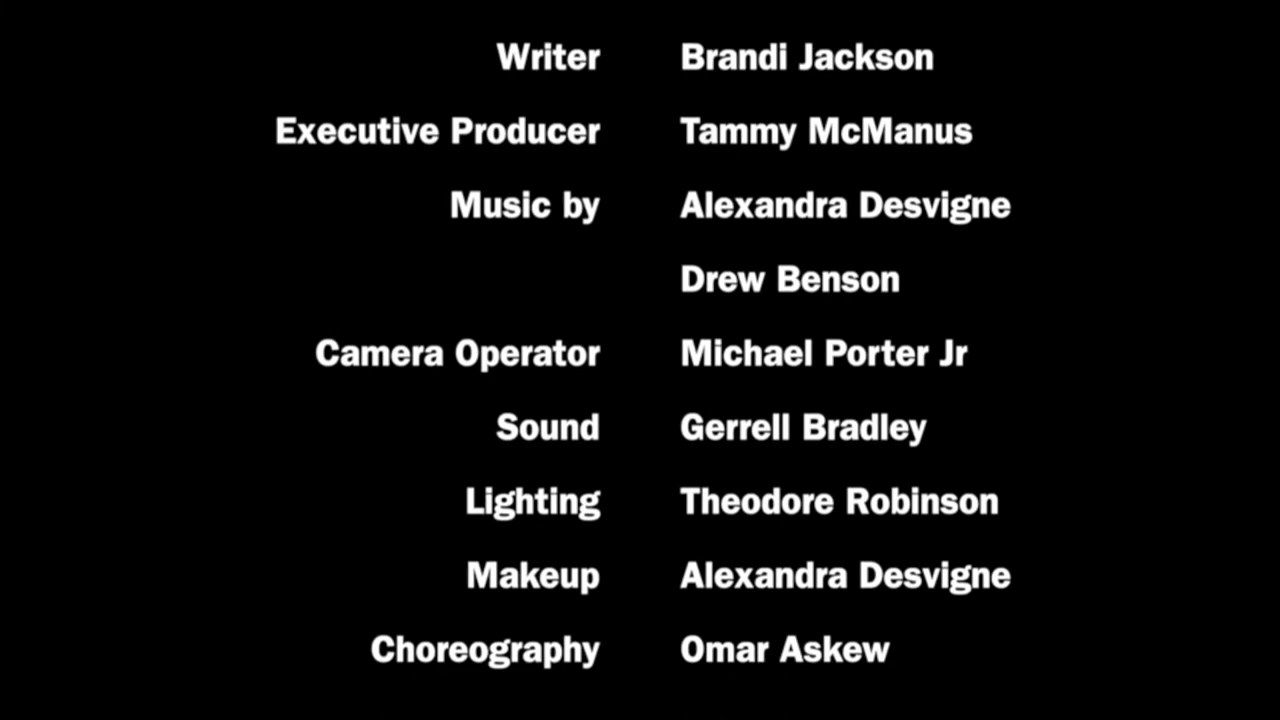 Writer Brandi Jackson
Executive Producer Tammy McManus
Music by Alexandra Desvigne
Drew Benson
Camera Operator Michael Porter Jr
Sound Gerrell Bradley
Lighting Theodore Robinson
Makeup Alexandra Desvigne
Choreography Omar Askew